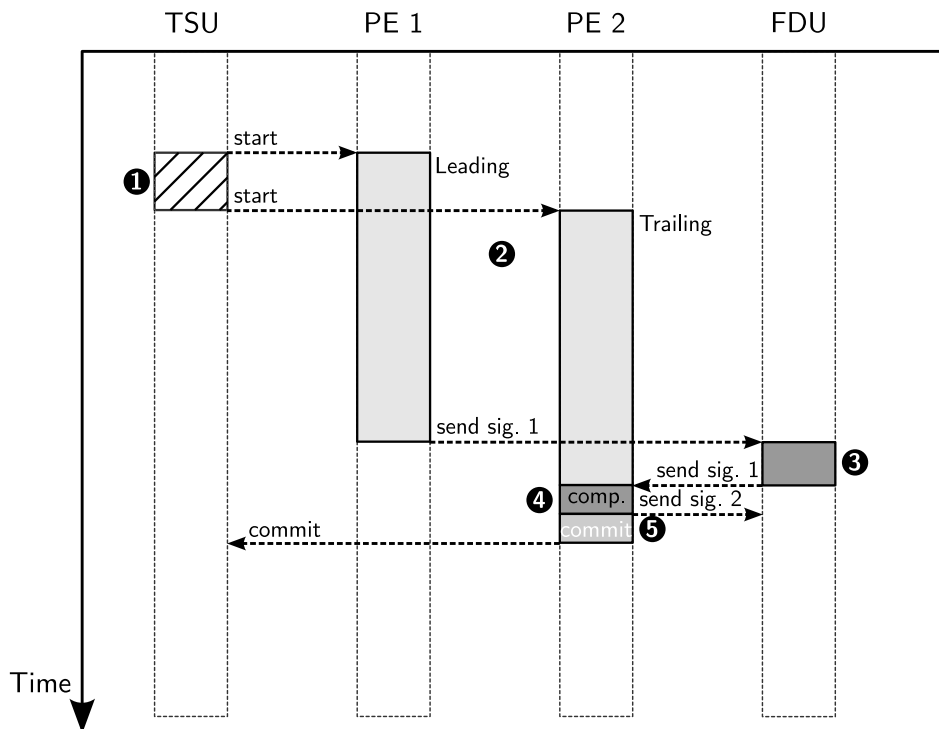 TSU PE 1 PE 2 FDU
start
❶
Leading
start
Trailing
❷
send sig. 1
❸
send sig. 1
❹ comp. send sig. 2
commit commit ❺
Time